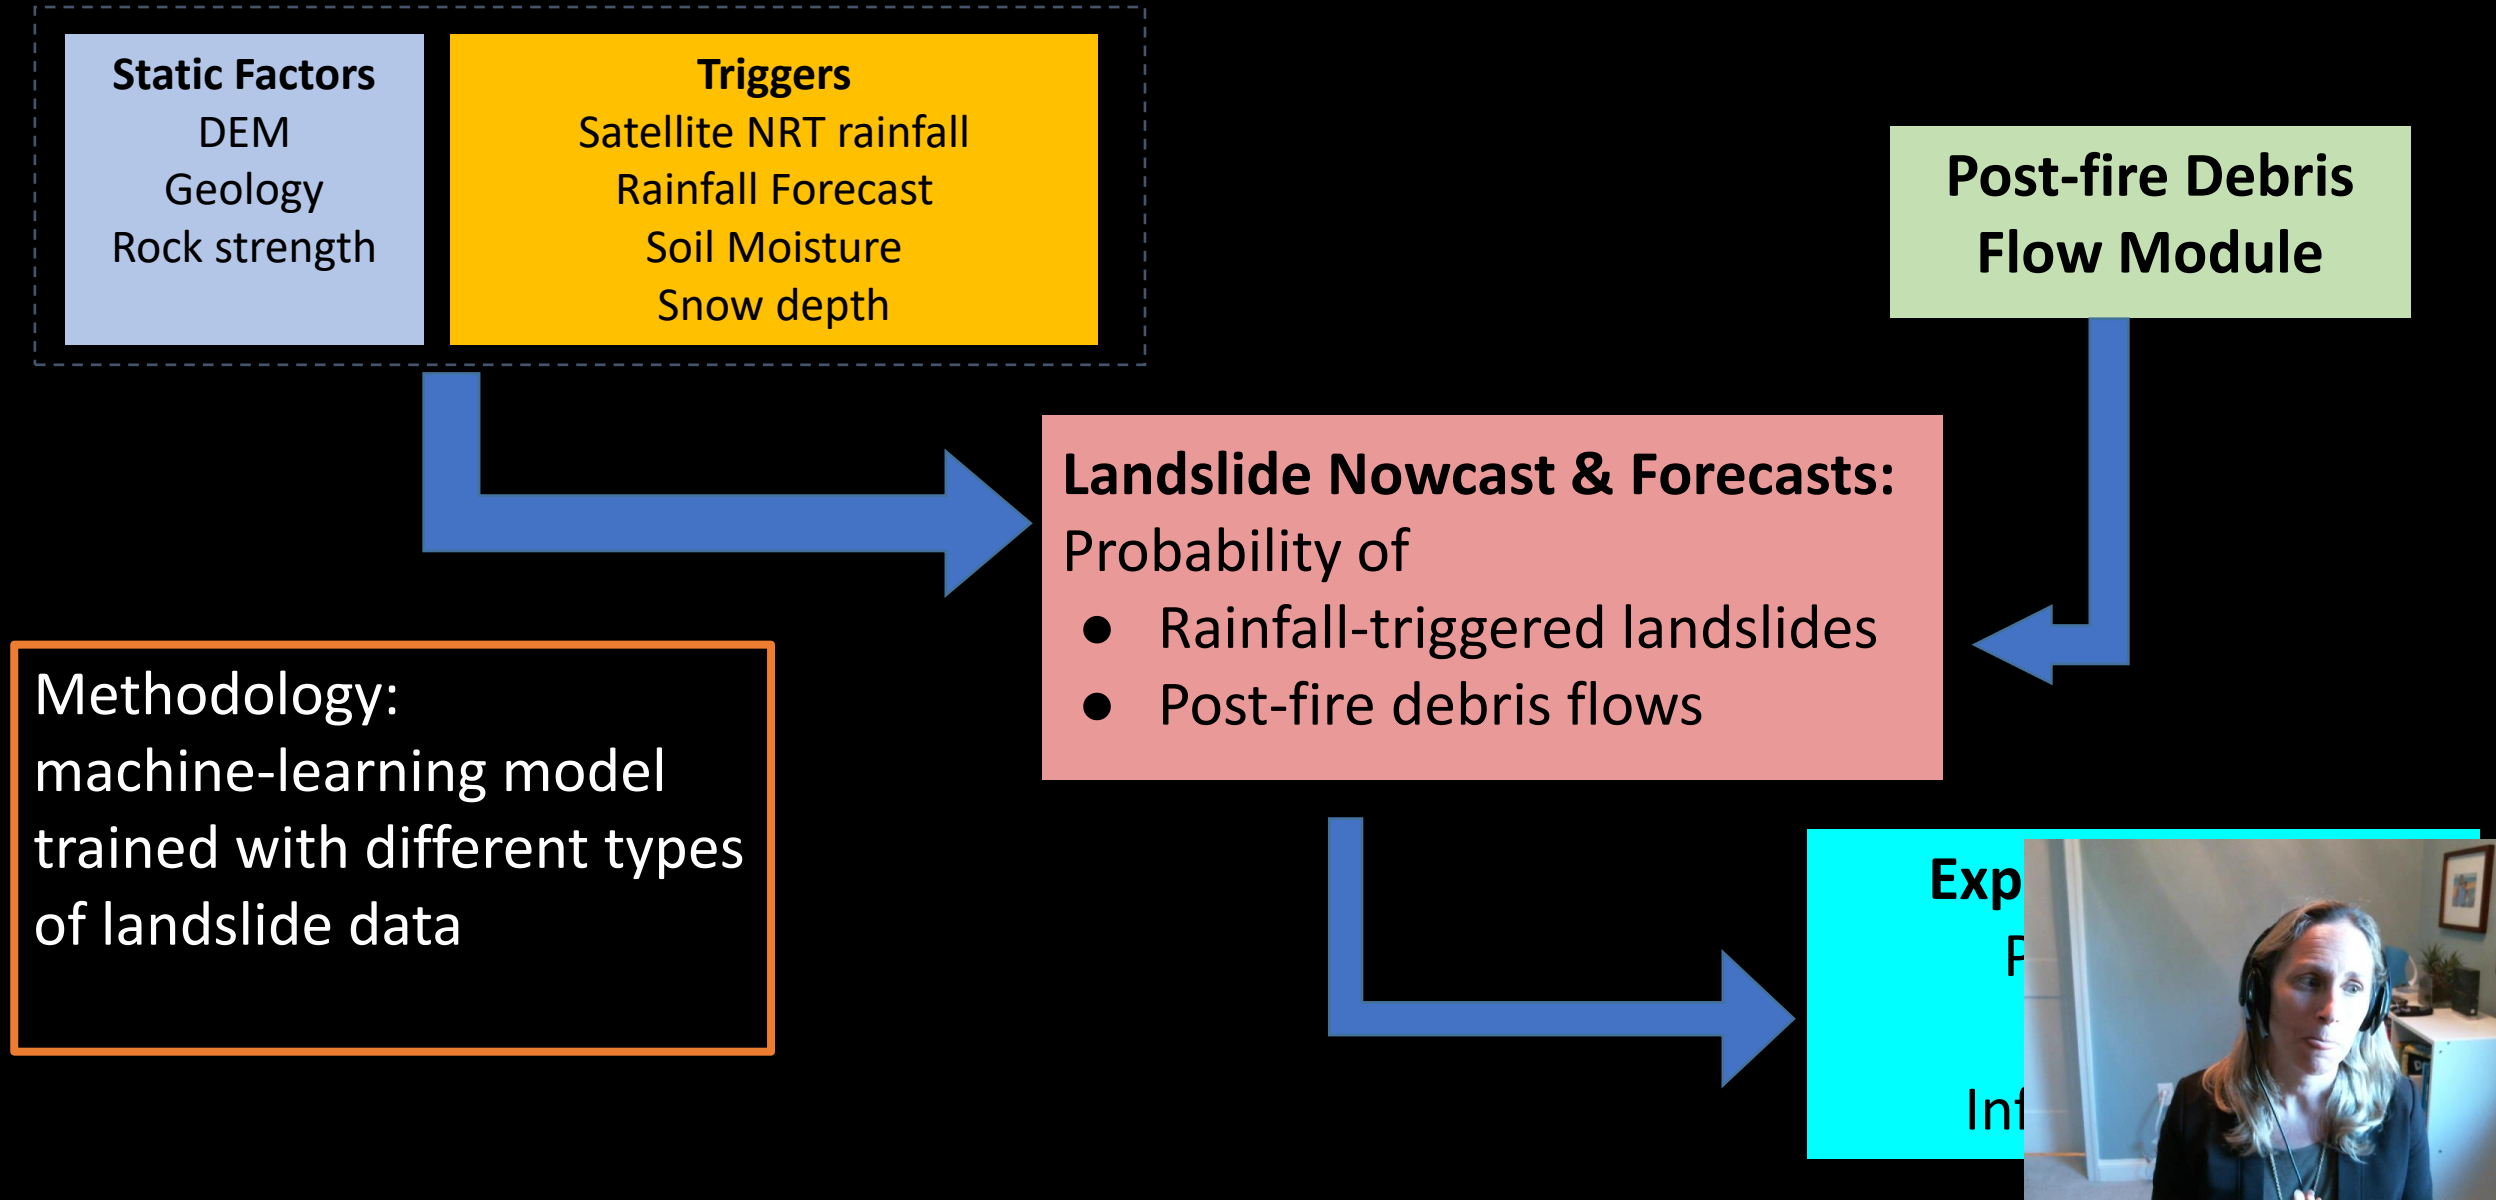 Static Factors
DEM
Geology
Rock strength
Triggers
Satellite NRT rainfall
Rainfall Forecast
Soil Moisture
Snow depth
Post-fire Debris
Flow Module
Landslide Nowcast & Forecasts:
Probability of
● Rainfall-triggered landslides
● Post-fire debris flows
Methodology:
machine-learning model
trained with different types
of landslide data